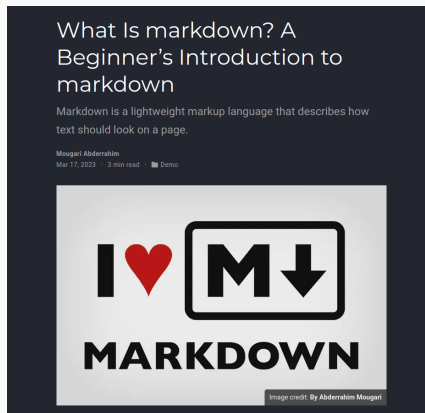 What Is markdown? A
Beginner’s Introduction to
markdown
Markdown is a lightweight markup language that describes how
text should look on a page.
Mougari Abderrahim
Mar 17, 2023 · 3 min read · Demo
I ♥ M↓
MARKDOWN
Image credit: By Abderrahim Mougari